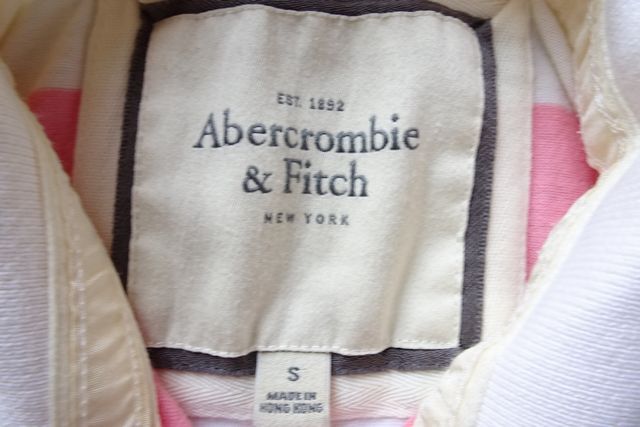 EST. 1892
Abercrombie
& Fitch
NEW YORK
S
MADE IN
HONG KONG